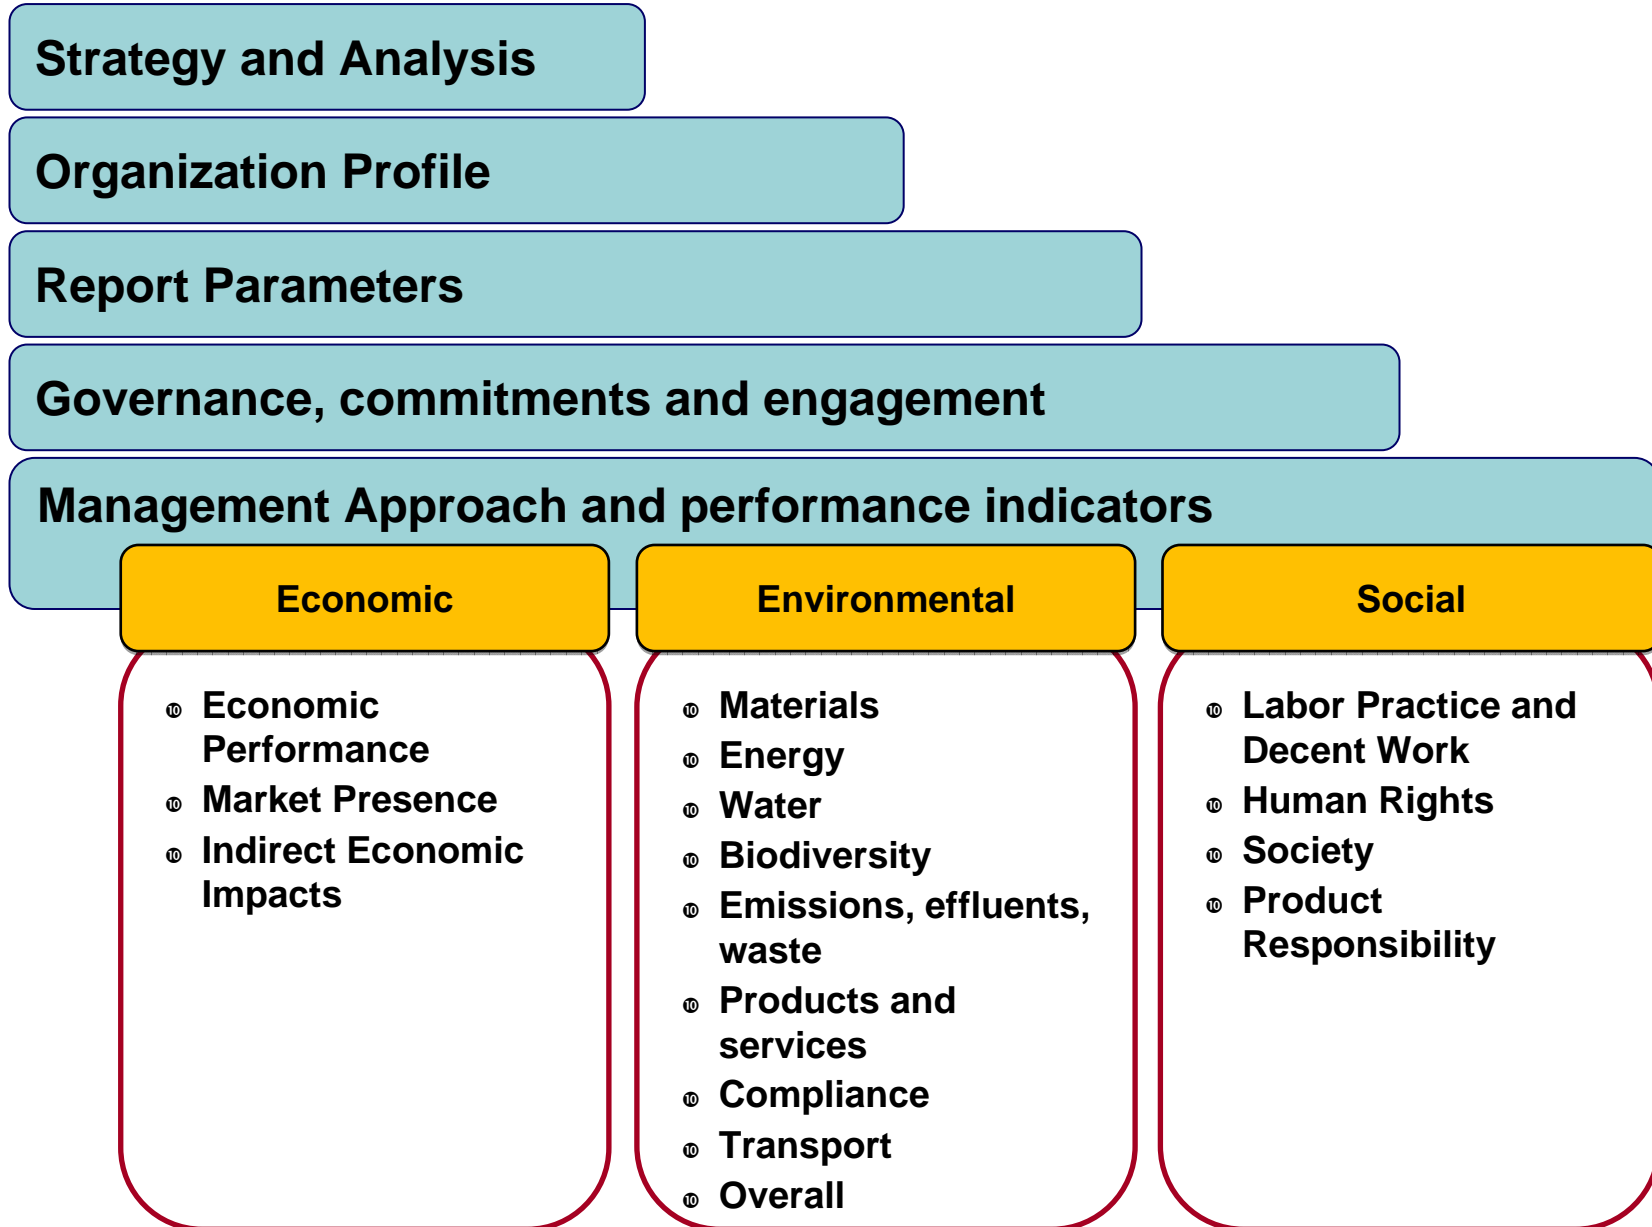 Strategy and Analysis
Organization Profile
Report Parameters
Governance, commitments and engagement
Management Approach and performance indicators
Economic
❿ Economic
Performance
❿ Market Presence
❿ Indirect Economic
Impacts
Environmental
❿ Materials
❿ Energy
❿ Water
❿ Biodiversity
❿ Emissions, effluents,
waste
❿ Products and
services
❿ Compliance
❿ Transport
❿ Overall
Social
❿ Labor Practice and
Decent Work
❿ Human Rights
❿ Society
❿ Product
Responsibility